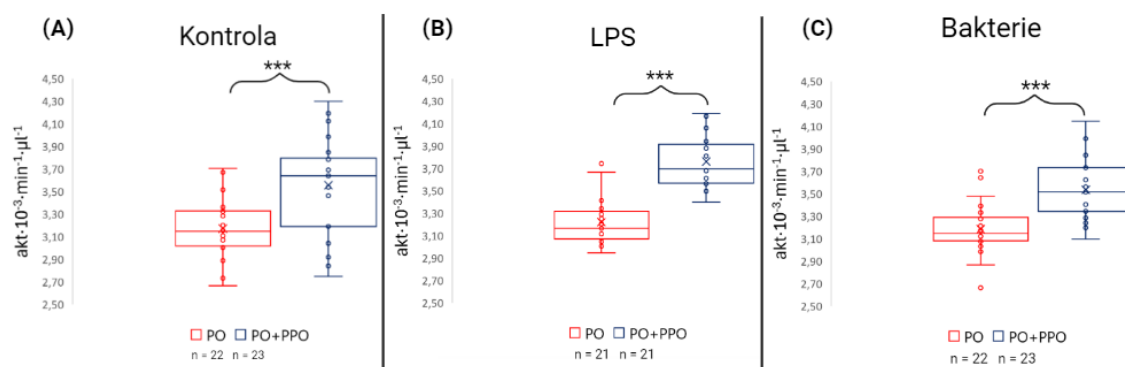 (A)
Kontrola
***
4,50
4,30
4,10
3,90
3,70
3,50
3,30
3,10
2,90
2,70
2,50
akt·10⁻³·min⁻¹·µl⁻¹
PO PO+PPO
n = 22 n = 23
(B)
LPS
***
4,50
4,30
4,10
3,90
3,70
3,50
3,30
3,10
2,90
2,70
2,50
akt·10⁻³·min⁻¹·µl⁻¹
PO PO+PPO
n = 21 n = 21
(C)
Bakterie
***
4,50
4,30
4,10
3,90
3,70
3,50
3,30
3,10
2,90
2,70
2,50
akt·10⁻³·min⁻¹·µl⁻¹
PO PO+PPO
n = 22 n = 23